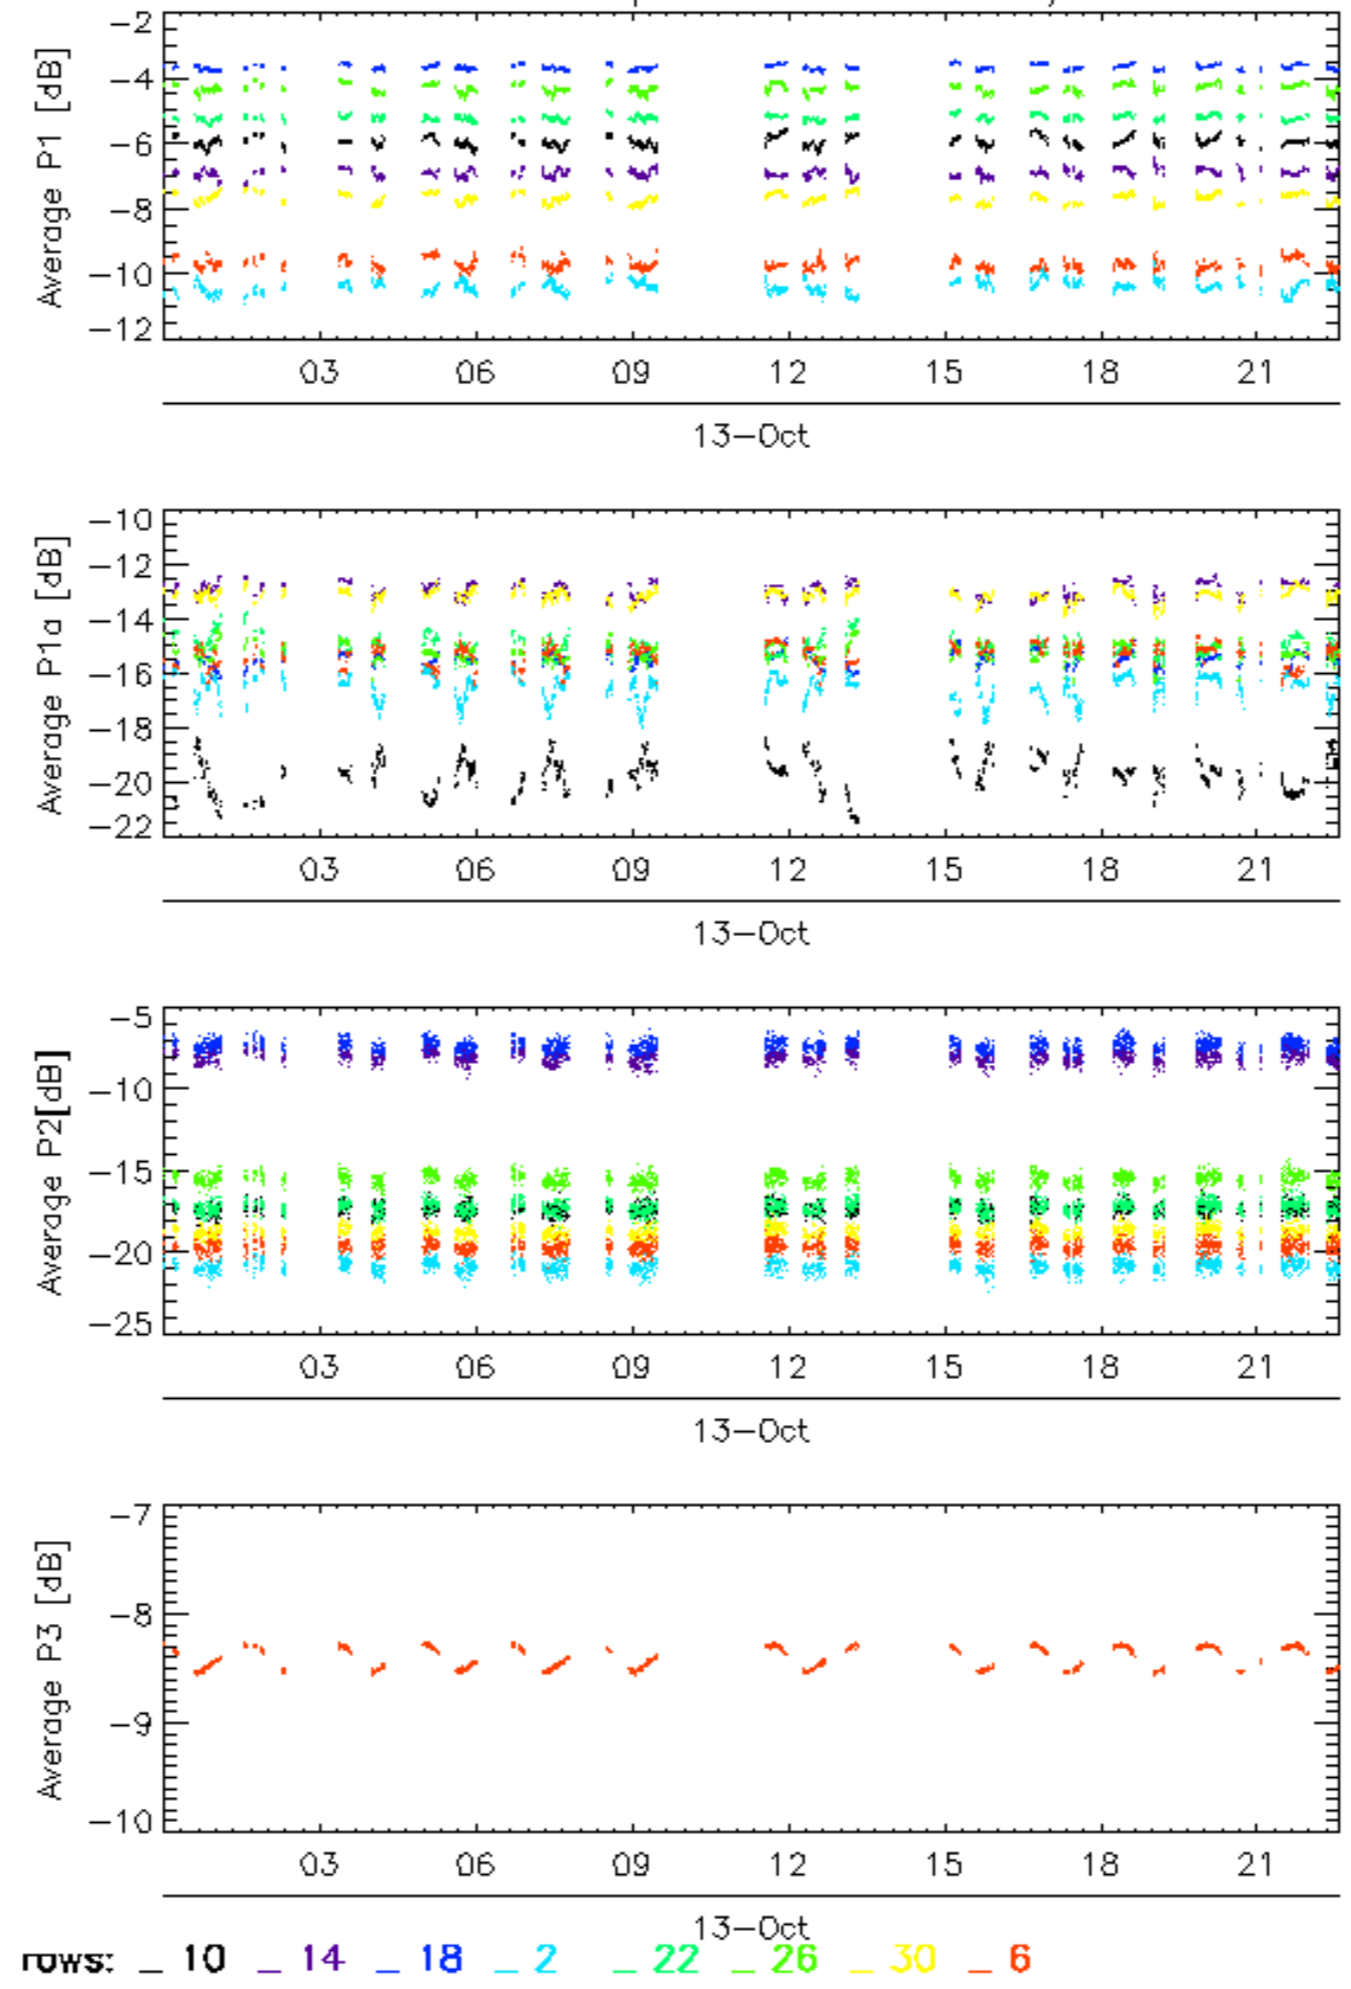 −2
−4
−6
−8
−10
−12
Average P1 [dB]
03 06 09 12 15 18 21
13−Oct
−10
−12
−14
−16
−18
−20
−22
Average P1a [dB]
03 06 09 12 15 18 21
13−Oct
−5
−10
−15
−20
−25
Average P2[dB]
03 06 09 12 15 18 21
13−Oct
−7
−8
−9
−10
Average P3 [dB]
03 06 09 12 15 18 21
13−Oct
rows: _ 10 _ 14 _ 18 _ 2 _ 22 _ 26 _ 30 _ 6